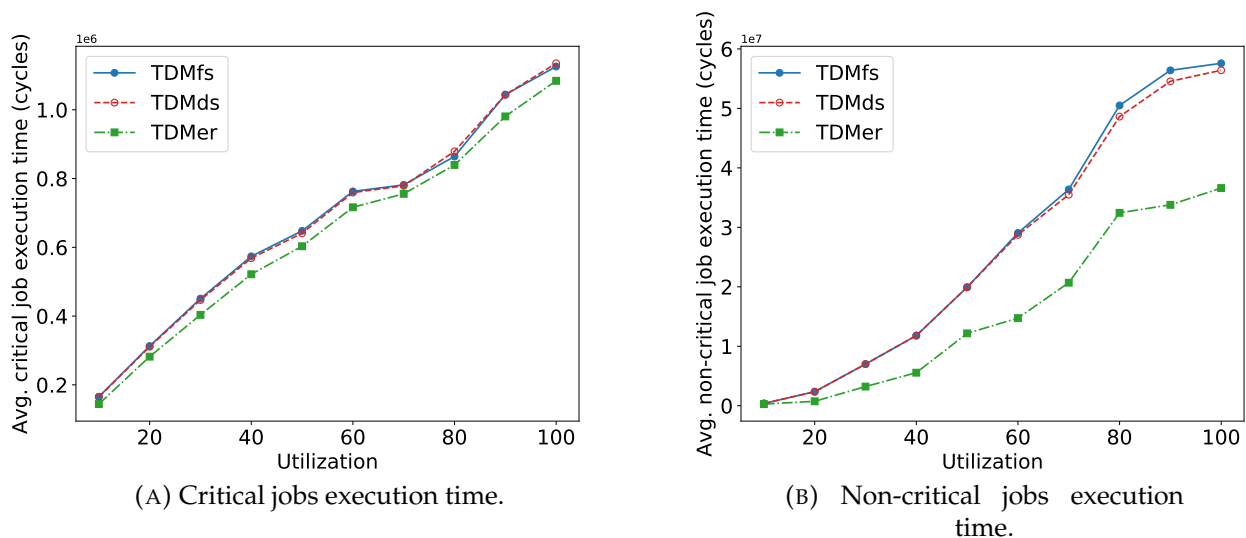 1e6
Avg. critical job execution time (cycles)
TDMfs
TDMds
TDMer
1.0
0.8
0.6
0.4
0.2
20 40 60 80 100
Utilization
(A) Critical jobs execution time.
1e7
Avg. non-critical job execution time (cycles)
TDMfs
TDMds
TDMer
6
5
4
3
2
1
0
20 40 60 80 100
Utilization
(B) Non-critical jobs execution
time.